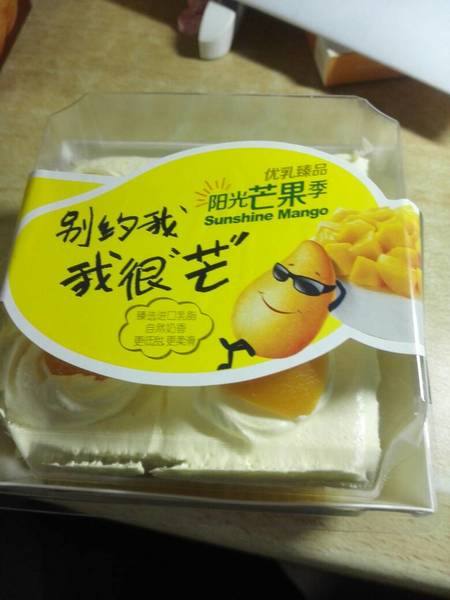 优乳臻品
阳光芒果季
Sunshine Mango
别约我
我很"芒"
臻选进口乳脂
自然奶香
更低甜 更柔滑